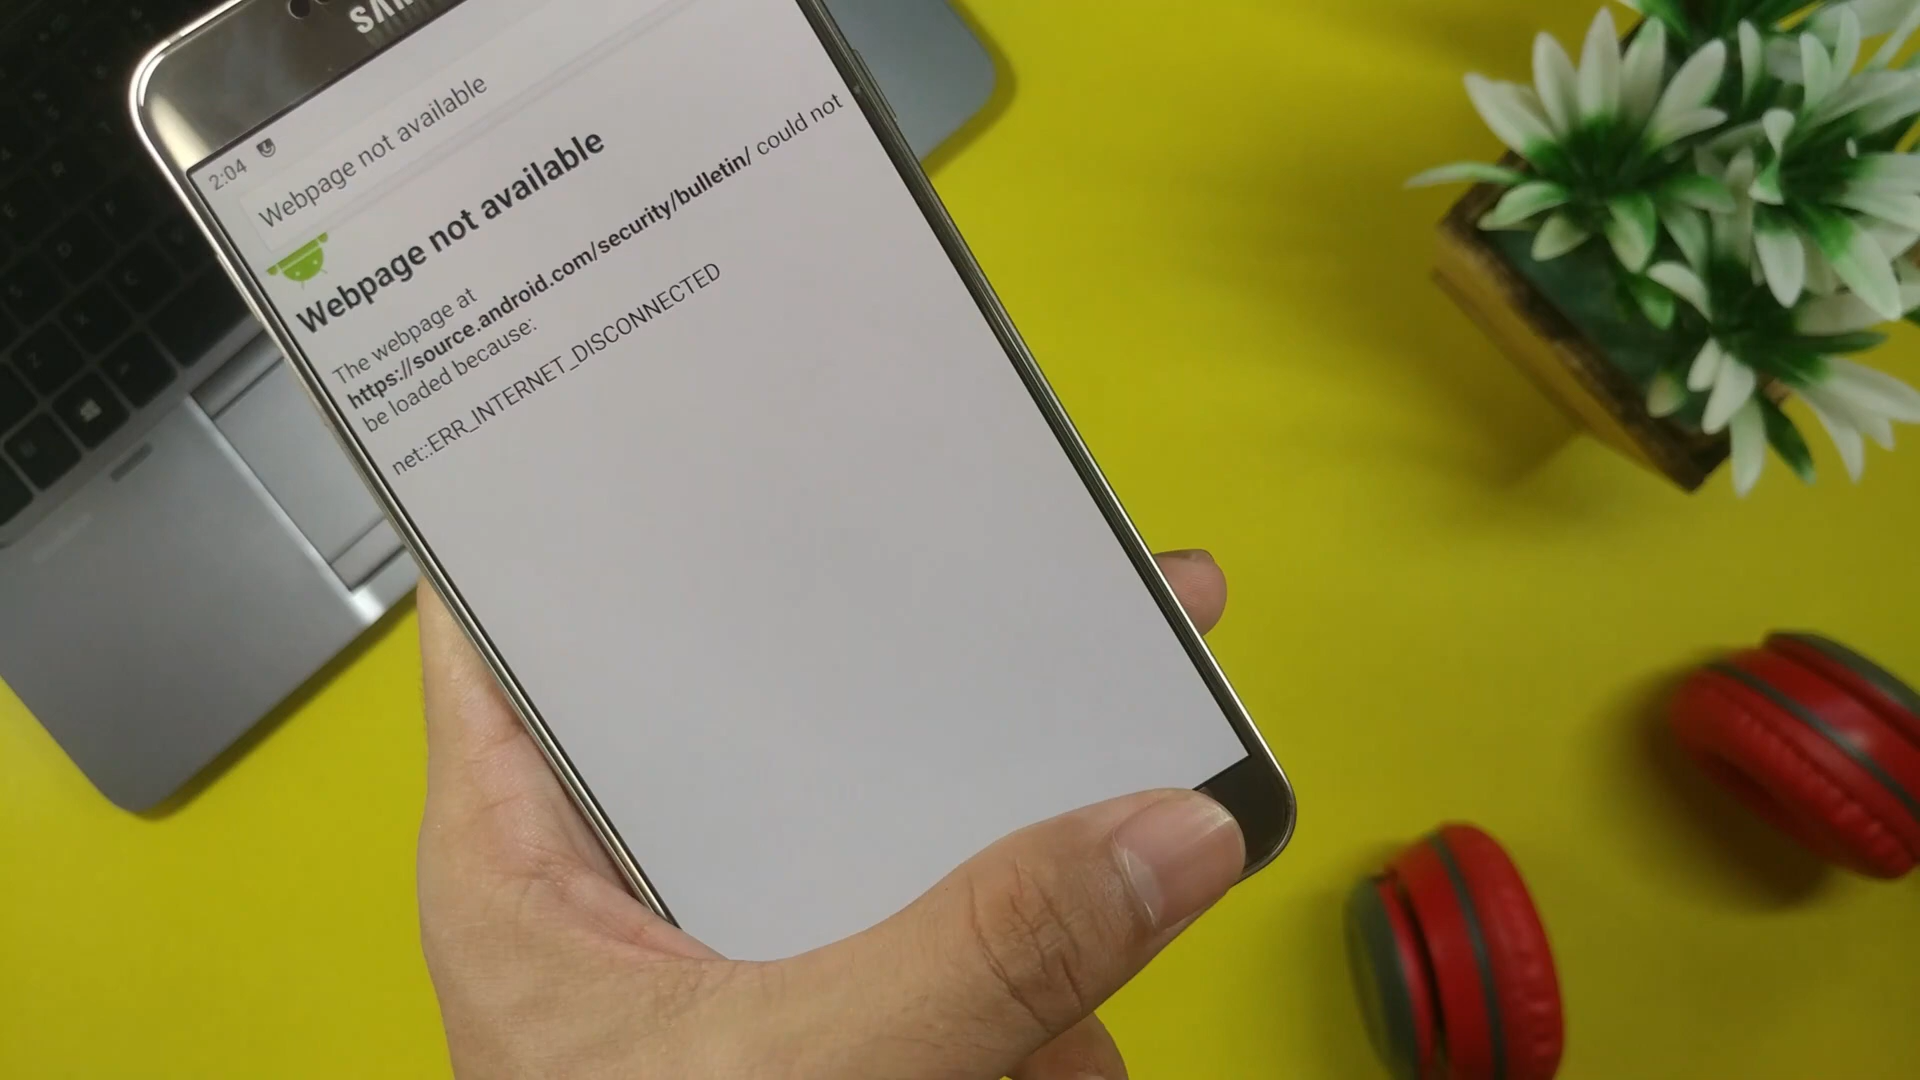 2:04
Webpage not available
Webpage not available
The webpage at
https://source.android.com/security/bulletin/ could not
be loaded because:
net::ERR_INTERNET_DISCONNECTED